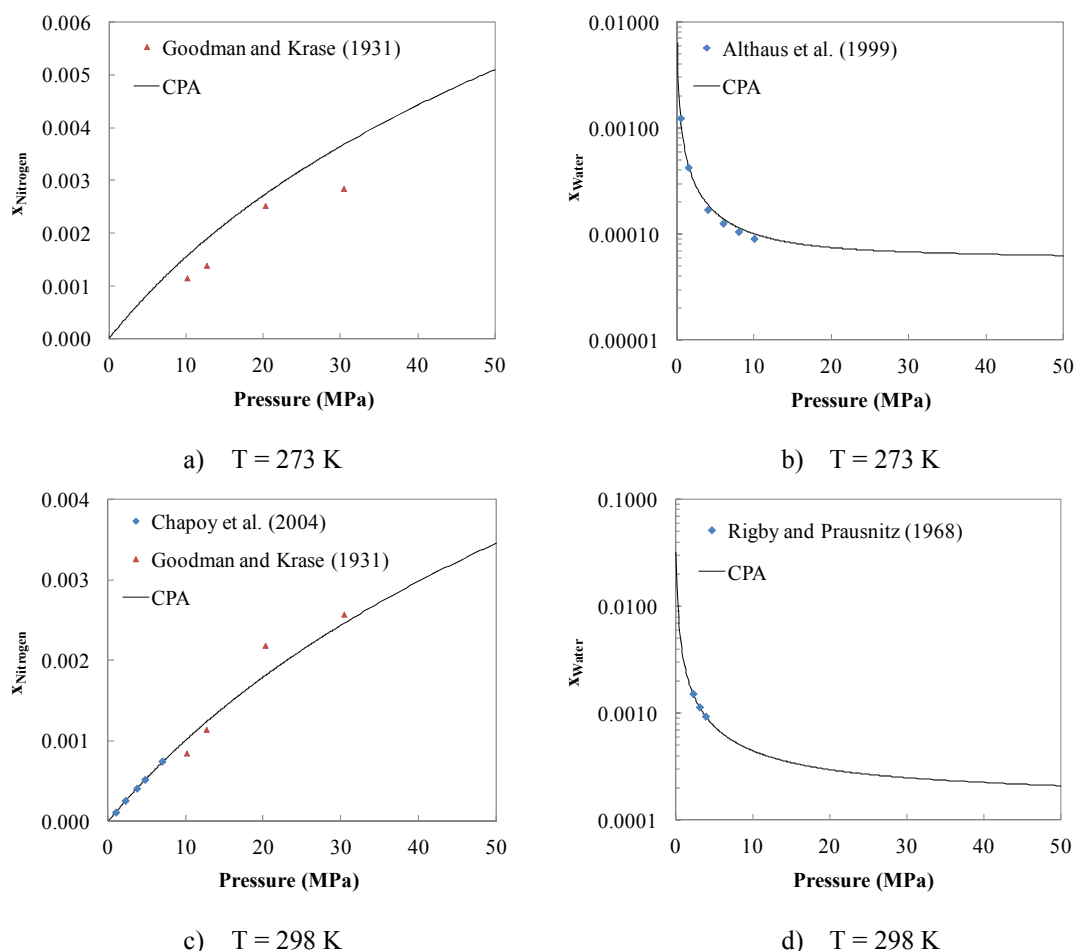 0.006
0.005
0.004
0.003
0.002
0.001
0.000
x_Nitrogen
Goodman and Krase (1931)
CPA
0 10 20 30 40 50
Pressure (MPa)
a) T = 273 K
0.01000
0.00100
0.00010
0.00001
x_Water
Althaus et al. (1999)
CPA
0 10 20 30 40 50
Pressure (MPa)
b) T = 273 K
0.004
0.003
0.002
0.001
0.000
x_Nitrogen
Chapoy et al. (2004)
Goodman and Krase (1931)
CPA
0 10 20 30 40 50
Pressure (MPa)
c) T = 298 K
0.1000
0.0100
0.0010
0.0001
x_Water
Rigby and Prausnitz (1968)
CPA
0 10 20 30 40 50
Pressure (MPa)
d) T = 298 K